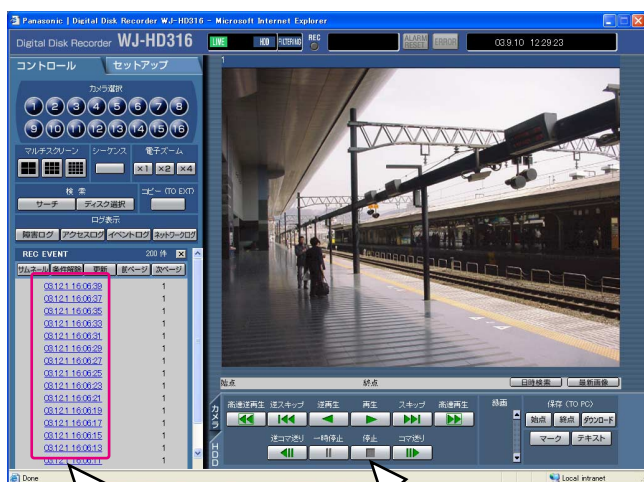 Panasonic | Digital Disk Recorder WJ-HD316 - Microsoft Internet Explorer
Digital Disk Recorder WJ-HD316
LIVE HDD FILTERING REC ALARM RESET ERROR 03.9.10 12:29:23
コントロール セットアップ
1
カメラ選択
1 2 3 4 5 6 7 8
9 10 11 12 13 14 15 16
マルチスクリーン シーケンス 電子ズーム
×1 ×2 ×4
検索 コピー (TO EXT)
サーチ ディスク選択
ログ表示
障害ログ アクセスログ イベントログ ネットワークログ
REC EVENT 200 件 X
サムネール 条件解除 更新 前ページ 次ページ
03.12.1 16:06:39 1
03.12.1 16:06:37 1
03.12.1 16:06:35 1
03.12.1 16:06:33 1
03.12.1 16:06:31 1
03.12.1 16:06:29 1
03.12.1 16:06:27 1
03.12.1 16:06:25 1
03.12.1 16:06:23 1
03.12.1 16:06:21 1
03.12.1 16:06:19 1
03.12.1 16:06:17 1
03.12.1 16:06:15 1
03.12.1 16:06:13 1
03.12.1 16:06:11 1
始点 終点 日時検索 最新画像
カメラ
HDD
高速逆再生 逆スキップ 逆再生 再生 スキップ 高速再生 録画 保存 (TO PC)
始点 終点 ダウンロード
逆コマ送り 一時停止 停止 コマ送り
マーク テキスト
Done Local intranet